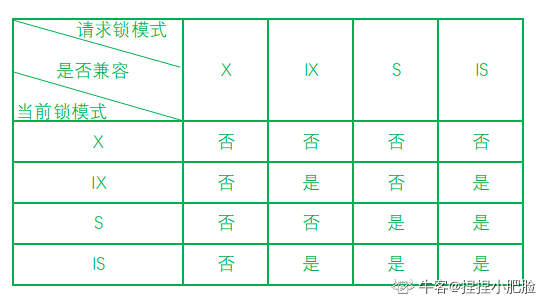 请求锁模式
是否兼容
当前锁模式
X IX S IS
X 否 否 否 否
IX 否 是 否 是
S 否 否 是 是
IS 否 是 是 是
牛客@捏捏小肥脸